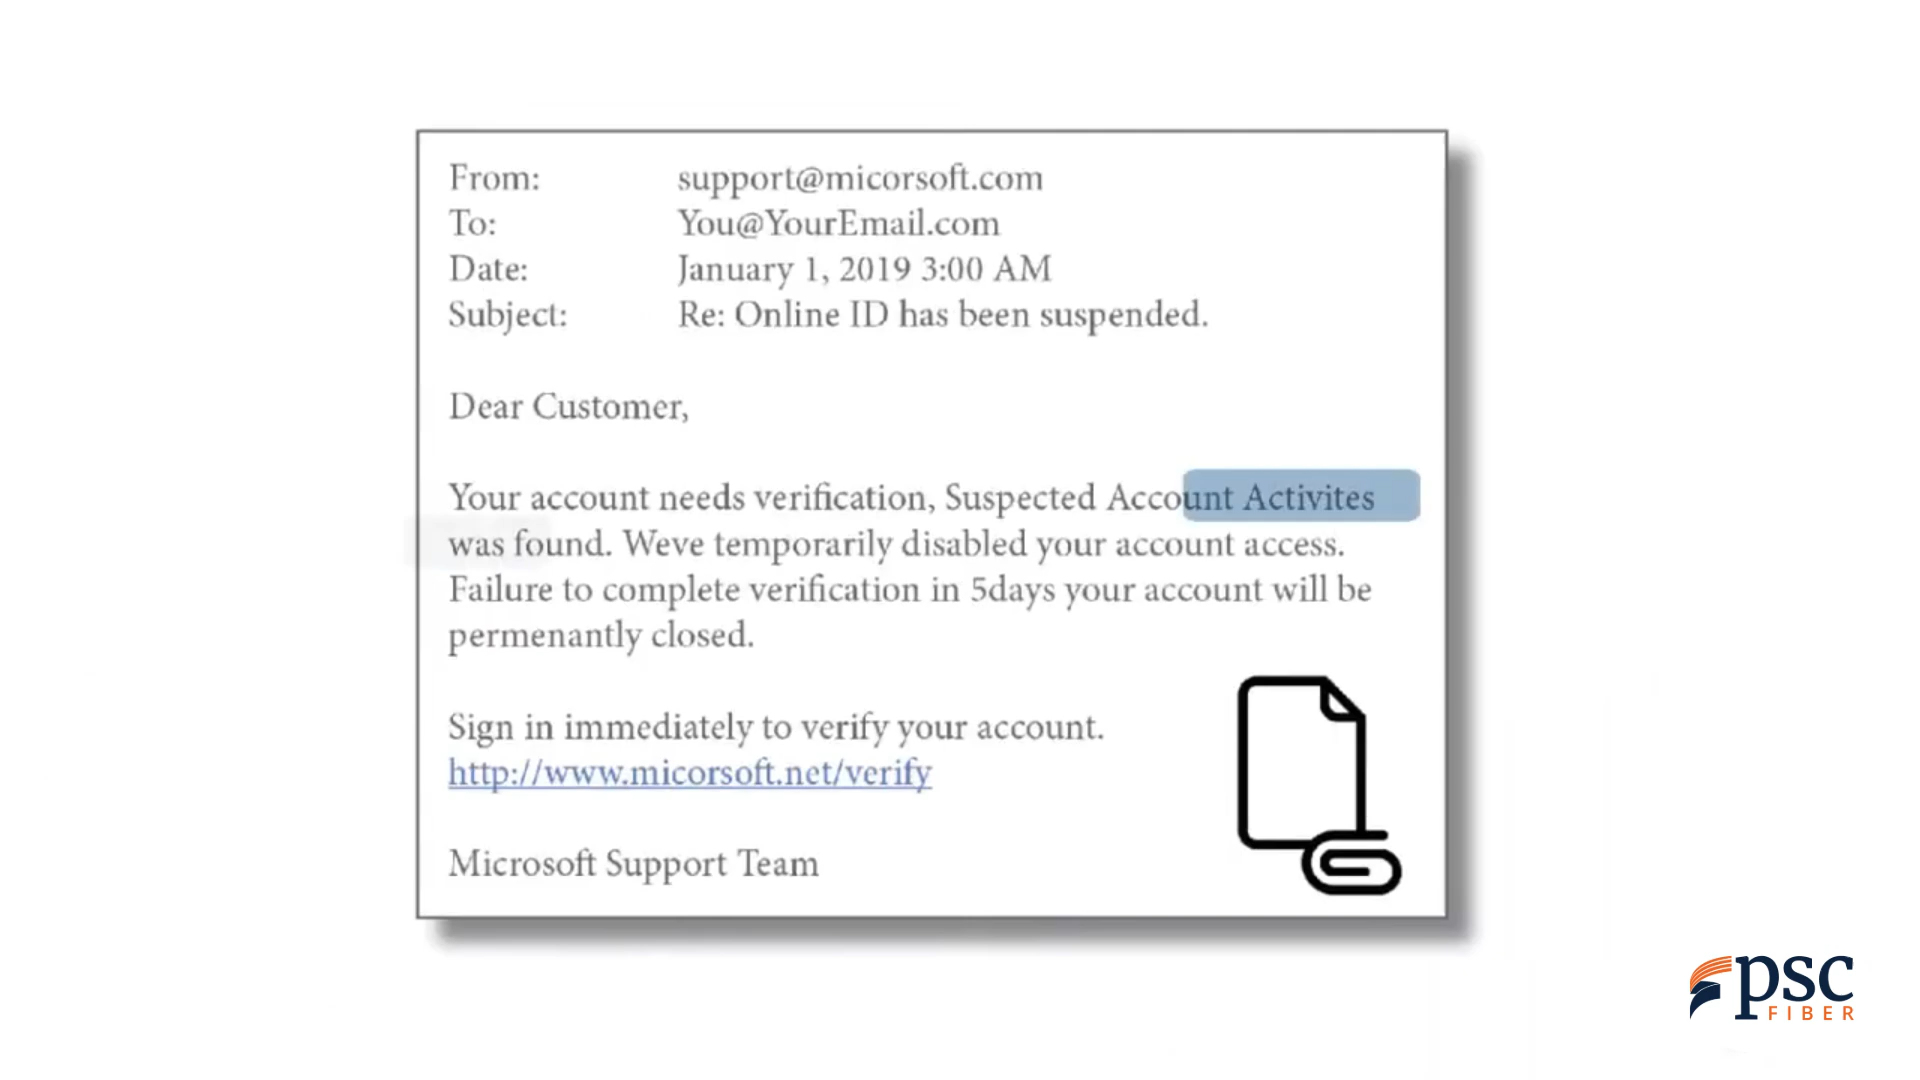 From: support@micorsoft.com
To: You@YourEmail.com
Date: January 1, 2019 3:00 AM
Subject: Re: Online ID has been suspended.
Dear Customer,
Your account needs verification, Suspected Account Activites
was found. Weve temporarily disabled your account access.
Failure to complete verification in 5days your account will be
permenantly closed.
Sign in immediately to verify your account.
http://www.micorsoft.net/verify
Microsoft Support Team
psc
FIBER